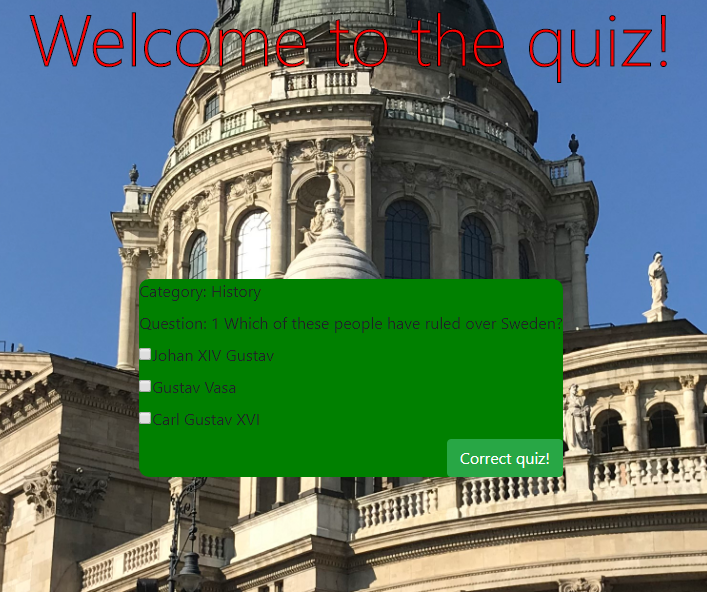 Welcome to the quiz!
Category: History
Question: 1 Which of these people have ruled over Sweden?
Johan XIV Gustav
Gustav Vasa
Carl Gustav XVI
Correct quiz!